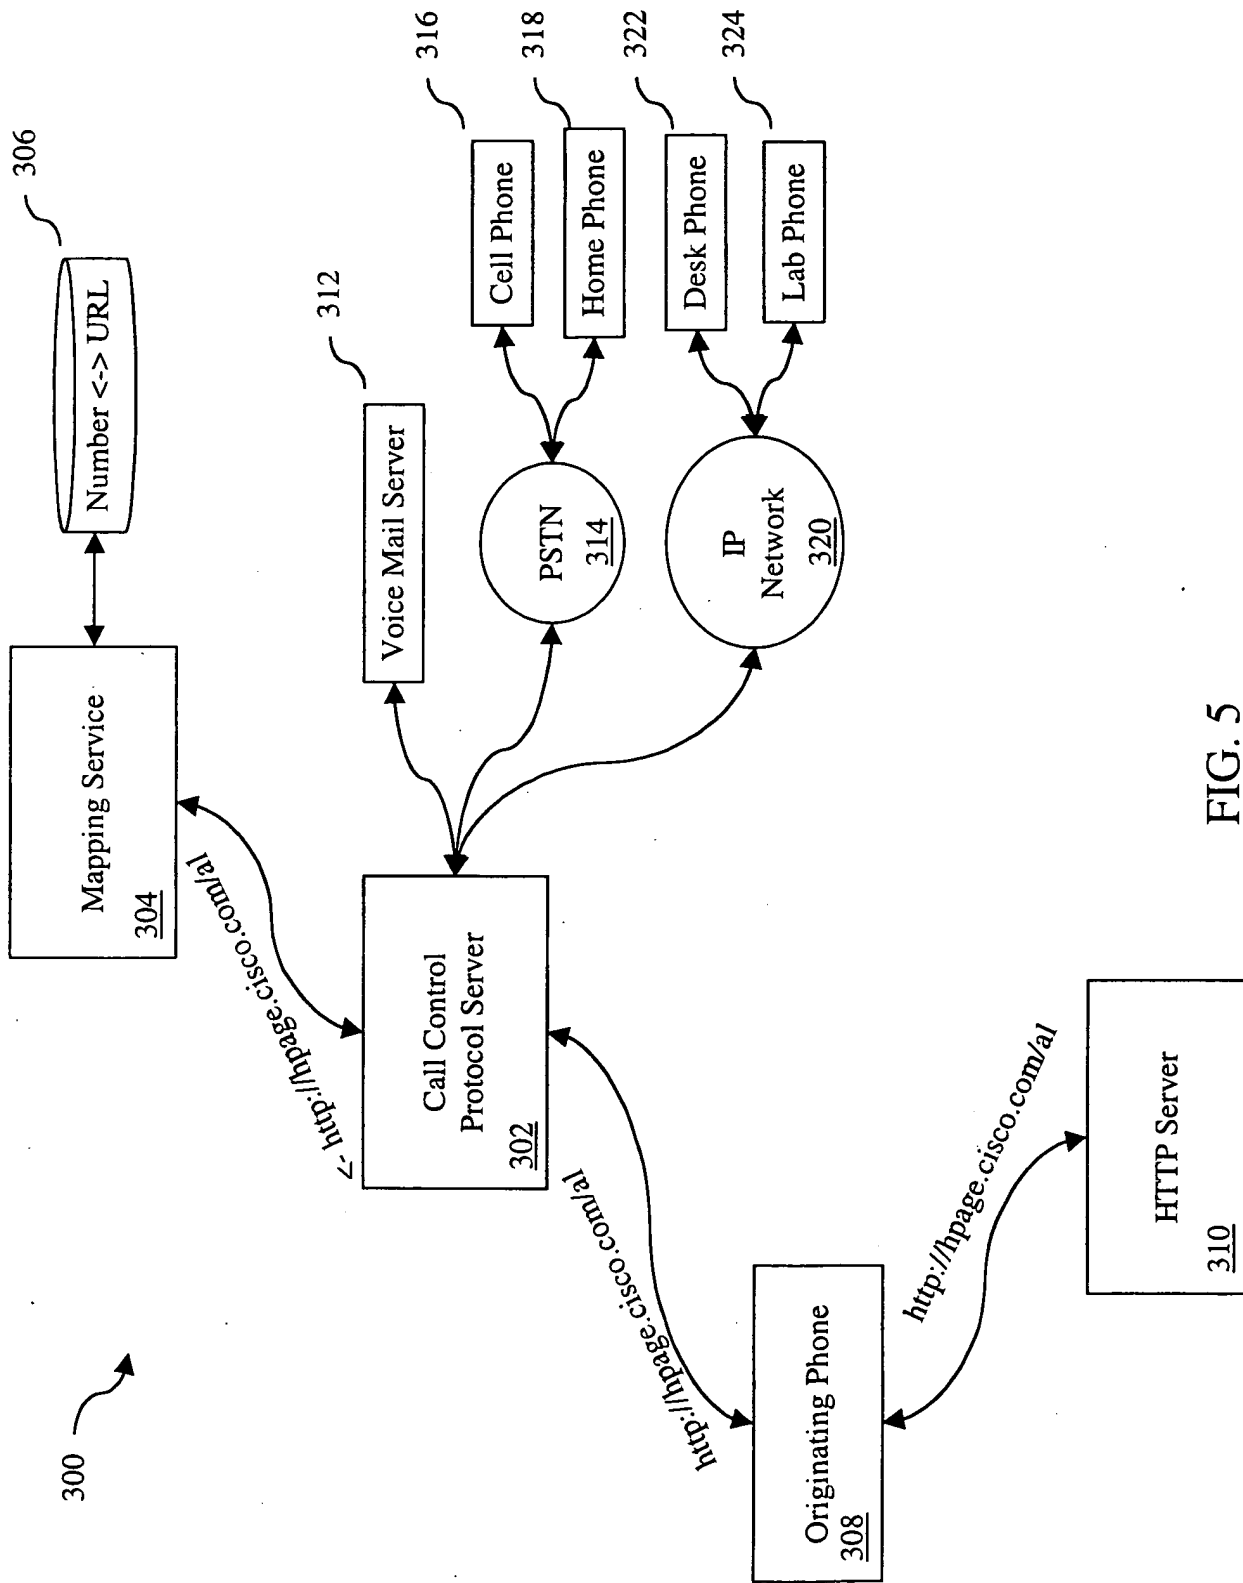 300
306
Number <-> URL
Mapping Service
304
<- http://hpage.cisco.com/al
312
Voice Mail Server
316
Cell Phone
318
Home Phone
PSTN
314
322
Desk Phone
324
Lab Phone
IP
Network
320
Call Control
Protocol Server
302
http://hpage.cisco.com/al
Originating Phone
308
http://hpage.cisco.com/al
HTTP Server
310
FIG. 5